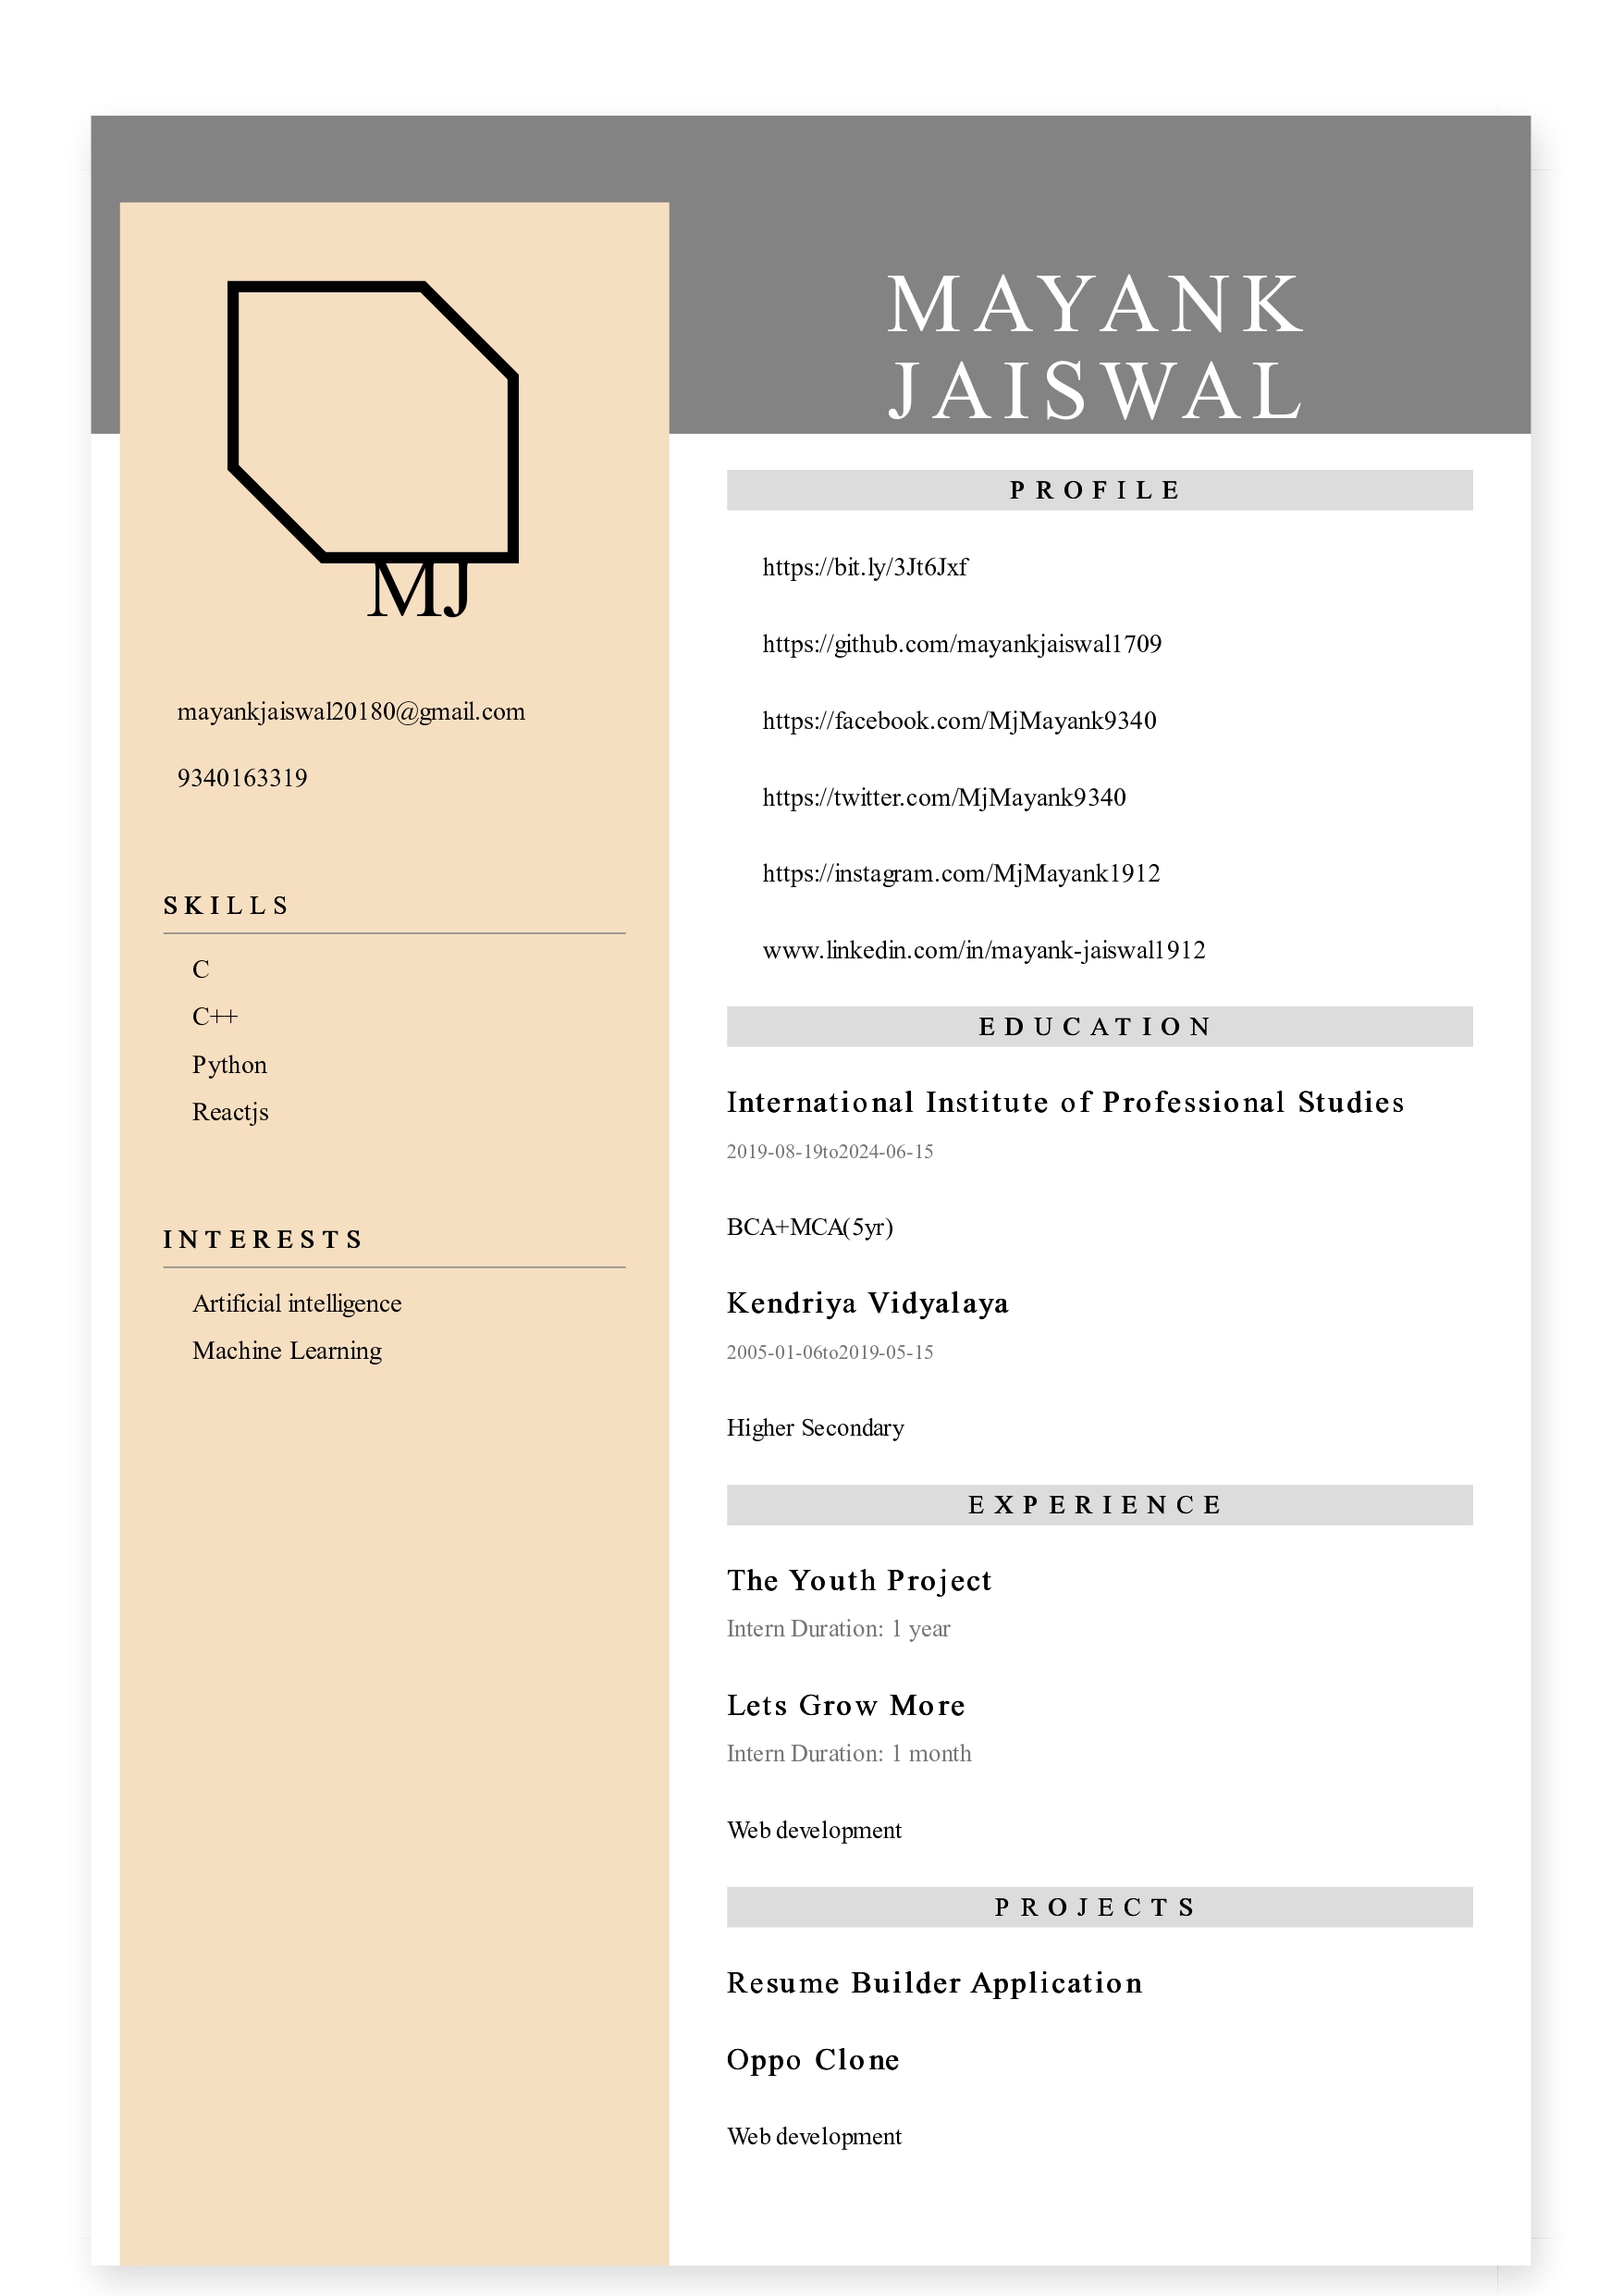 MJ
mayankjaiswal20180@gmail.com
9340163319
SKILLS
C
C++
Python
Reactjs
INTERESTS
Artificial intelligence
Machine Learning
MAYANK
JAISWAL
PROFILE
https://bit.ly/3Jt6Jxf
https://github.com/mayankjaiswal1709
https://facebook.com/MjMayank9340
https://twitter.com/MjMayank9340
https://instagram.com/MjMayank1912
www.linkedin.com/in/mayank-jaiswal1912
EDUCATION
International Institute of Professional Studies
2019-08-19to2024-06-15
BCA+MCA(5yr)
Kendriya Vidyalaya
2005-01-06to2019-05-15
Higher Secondary
EXPERIENCE
The Youth Project
Intern Duration: 1 year
Lets Grow More
Intern Duration: 1 month
Web development
PROJECTS
Resume Builder Application
Oppo Clone
Web development